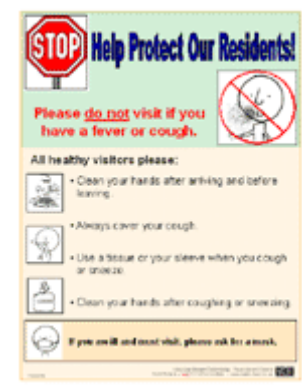 STOP
Help Protect Our Residents!
Please do not visit if you
have a fever or cough.
All healthy visitors please:
• Clean your hands after arriving and before
leaving.
• Always cover your cough.
• Use a tissue or your sleeve when you cough
or sneeze.
• Clean your hands after coughing or sneezing.
If you are ill and must visit, please ask for a mask.